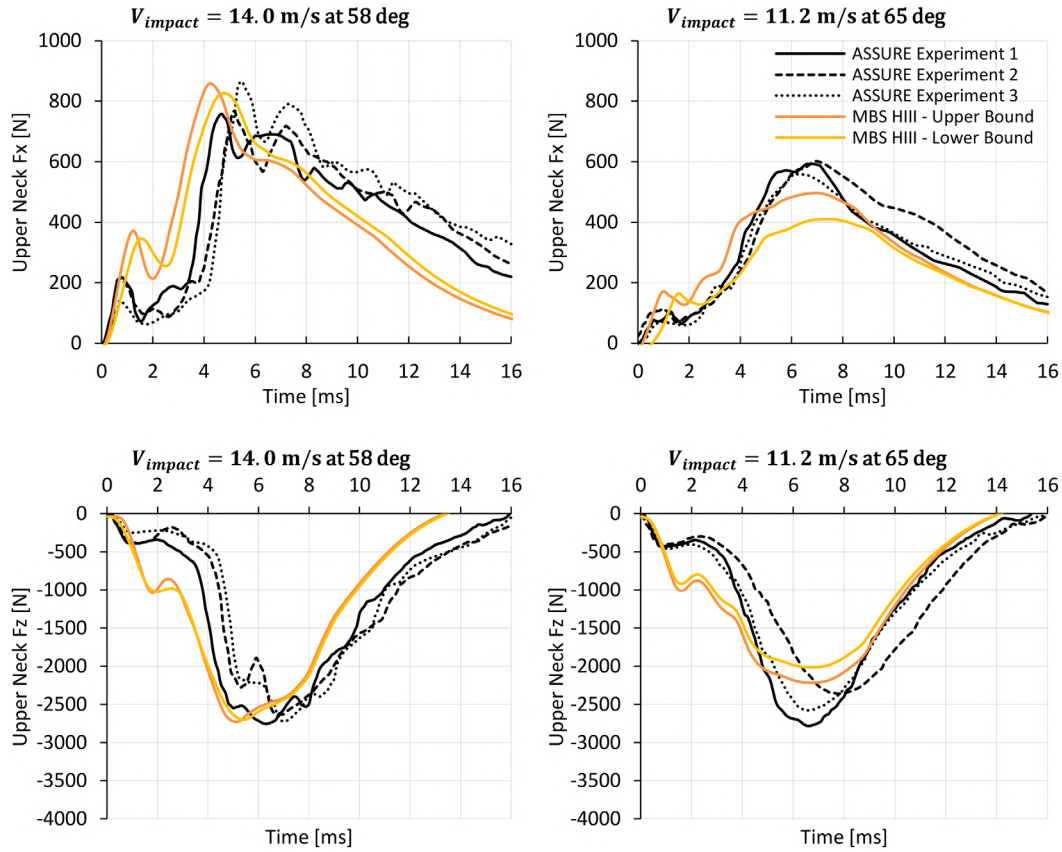 V_impact = 14.0 m/s at 58 deg
1000
800
600
400
200
0
Upper Neck Fx [N]
0 2 4 6 8 10 12 14 16
Time [ms]
V_impact = 11.2 m/s at 65 deg
1000
800
600
400
200
0
Upper Neck Fx [N]
ASSURE Experiment 1
ASSURE Experiment 2
ASSURE Experiment 3
MBS HIII - Upper Bound
MBS HIII - Lower Bound
0 2 4 6 8 10 12 14 16
Time [ms]
V_impact = 14.0 m/s at 58 deg
0 2 4 6 8 10 12 14 16
0
-500
-1000
-1500
-2000
-2500
-3000
-3500
-4000
Upper Neck Fz [N]
Time [ms]
V_impact = 11.2 m/s at 65 deg
0 2 4 6 8 10 12 14 16
0
-500
-1000
-1500
-2000
-2500
-3000
-3500
-4000
Upper Neck Fz [N]
Time [ms]